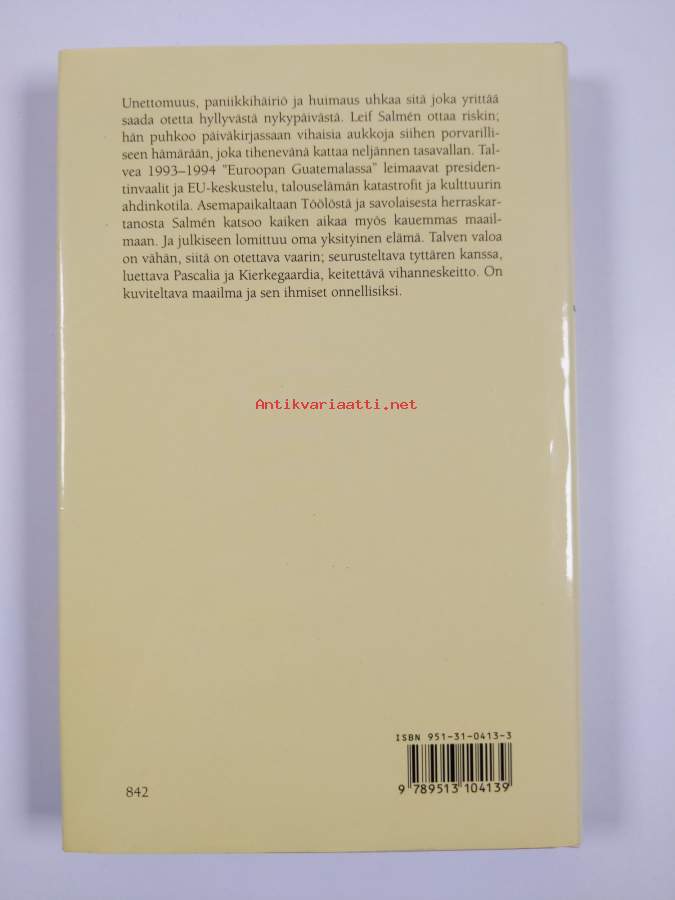 Unettomuus, paniikkihäiriö ja huimaus uhkaa sitä joka yrittää
saada otetta hyllyvästä nykypäivästä. Leif Salmén ottaa riskin;
hän puhkoo päiväkirjassaan vihaisia aukkoja siihen porvarilli-
seen hämärään, joka tihenevänä kattaa neljännen tasavallan. Tal-
vea 1993–1994 "Euroopan Guatemalassa" leimaavat presiden-
tinvaalit ja EU-keskustelu, talouselämän katastrofit ja kulttuurin
ahdinkotila. Asemapaikaltaan Töölöstä ja savolaisesta herraskar-
tanosta Salmén katsoo kaiken aikaa myös kauemmas maail-
maan. Ja julkiseen lomittuu oma yksityinen elämä. Talven valoa
on vähän, siitä on otettava vaarin; seurusteltava tyttären kanssa,
luettava Pascalia ja Kierkegaardia, keitettävä vihanneskeitto. On
kuviteltava maailma ja sen ihmiset onnellisiksi.
Antikvariaatti.net
ISBN 951-31-0413-3
9 789513 104139
842